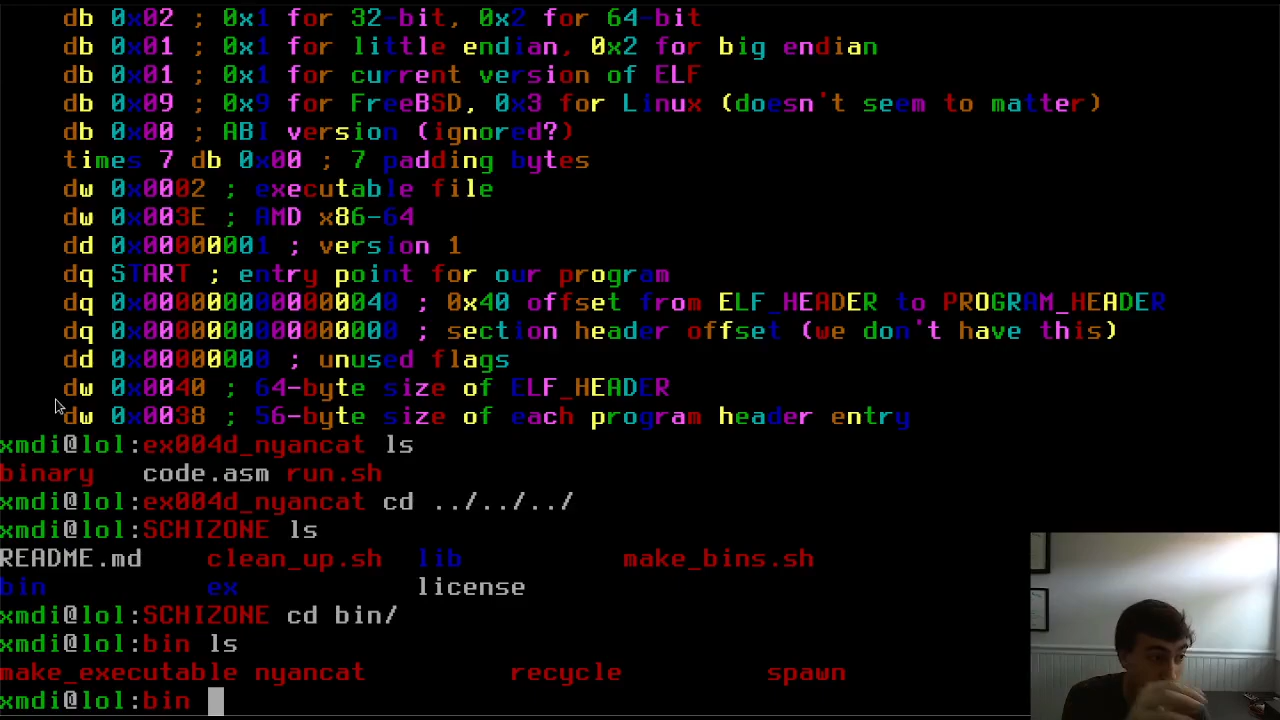 db 0x02 ; 0x1 for 32-bit, 0x2 for 64-bit
db 0x01 ; 0x1 for little endian, 0x2 for big endian
db 0x01 ; 0x1 for current version of ELF
db 0x09 ; 0x9 for FreeBSD, 0x3 for Linux (doesn't seem to matter)
db 0x00 ; ABI version (ignored?)
times 7 db 0x00 ; 7 padding bytes
dw 0x0002 ; executable file
dw 0x003E ; AMD x86-64
dd 0x00000001 ; version 1
dq START ; entry point for our program
dq 0x0000000000000040 ; 0x40 offset from ELF_HEADER to PROGRAM_HEADER
dq 0x0000000000000000 ; section header offset (we don't have this)
dd 0x00000000 ; unused flags
dw 0x0040 ; 64-byte size of ELF_HEADER
dw 0x0038 ; 56-byte size of each program header entry
xmdi@lol:ex004d_nyancat ls
binary code.asm run.sh
xmdi@lol:ex004d_nyancat cd ../../../
xmdi@lol:SCHIZONE ls
README.md clean_up.sh lib make_bins.sh
bin ex license
xmdi@lol:SCHIZONE cd bin/
xmdi@lol:bin ls
make_executable nyancat recycle spawn
xmdi@lol:bin